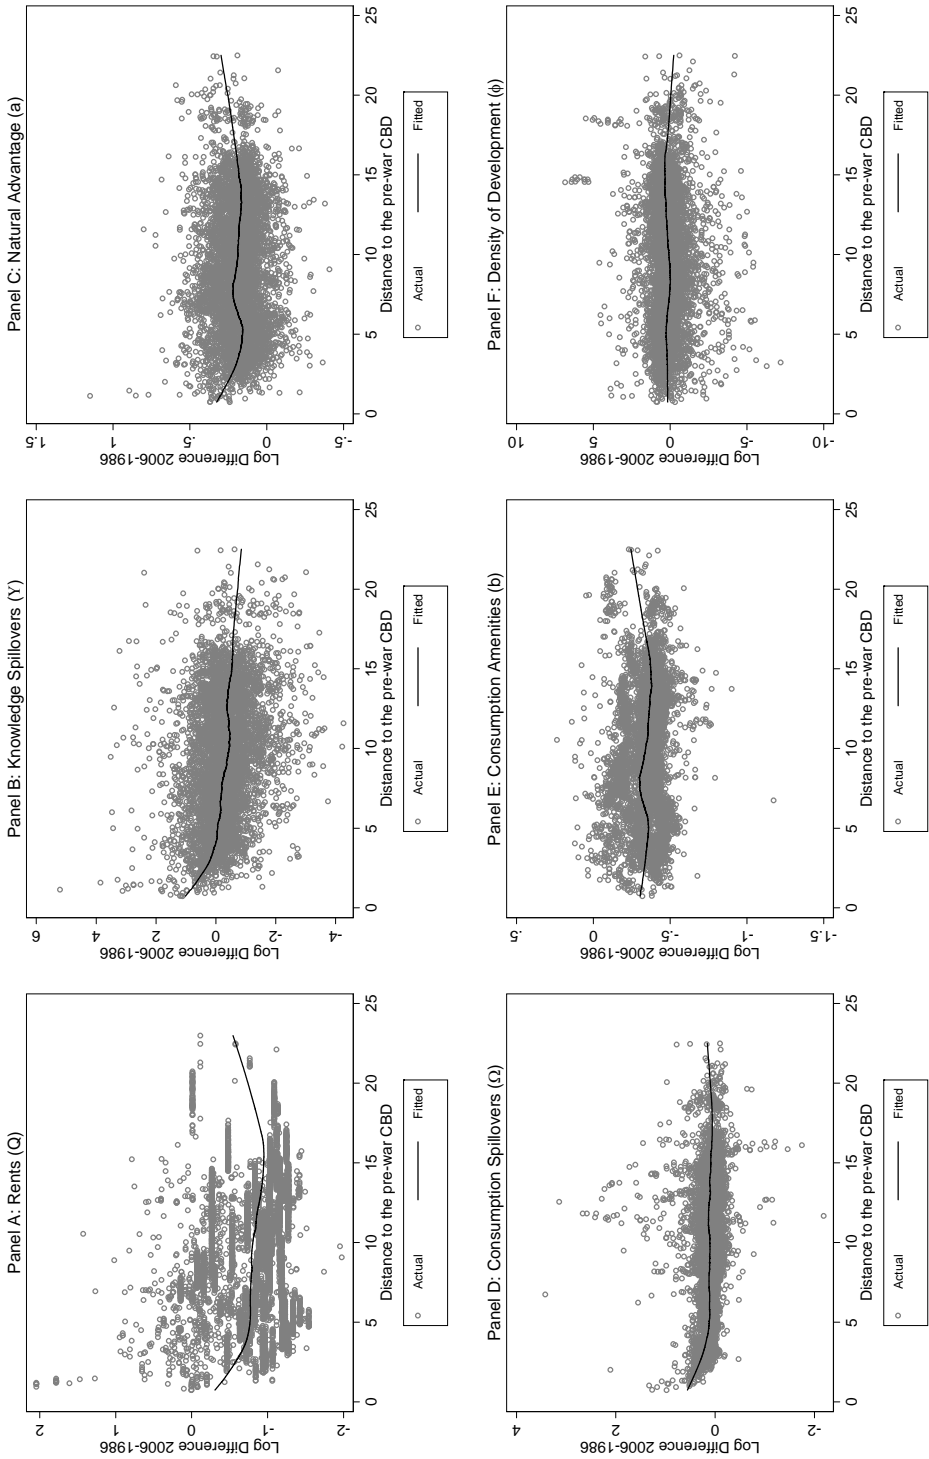 Panel A: Rents (Q)
Log Difference 2006-1986
2
1
0
-1
-2
0 5 10 15 20 25
Distance to the pre-war CBD
Actual Fitted
Panel B: Knowledge Spillovers (Υ)
Log Difference 2006-1986
6
4
2
0
-2
-4
0 5 10 15 20 25
Distance to the pre-war CBD
Actual Fitted
Panel C: Natural Advantage (a)
Log Difference 2006-1986
1.5
1
.5
0
-.5
0 5 10 15 20 25
Distance to the pre-war CBD
Actual Fitted
Panel D: Consumption Spillovers (Ω)
Log Difference 2006-1986
4
2
0
-2
0 5 10 15 20 25
Distance to the pre-war CBD
Actual Fitted
Panel E: Consumption Amenities (b)
Log Difference 2006-1986
.5
0
-.5
-1
-1.5
0 5 10 15 20 25
Distance to the pre-war CBD
Actual Fitted
Panel F: Density of Development (ϕ)
Log Difference 2006-1986
10
5
0
-5
-10
0 5 10 15 20 25
Distance to the pre-war CBD
Actual Fitted